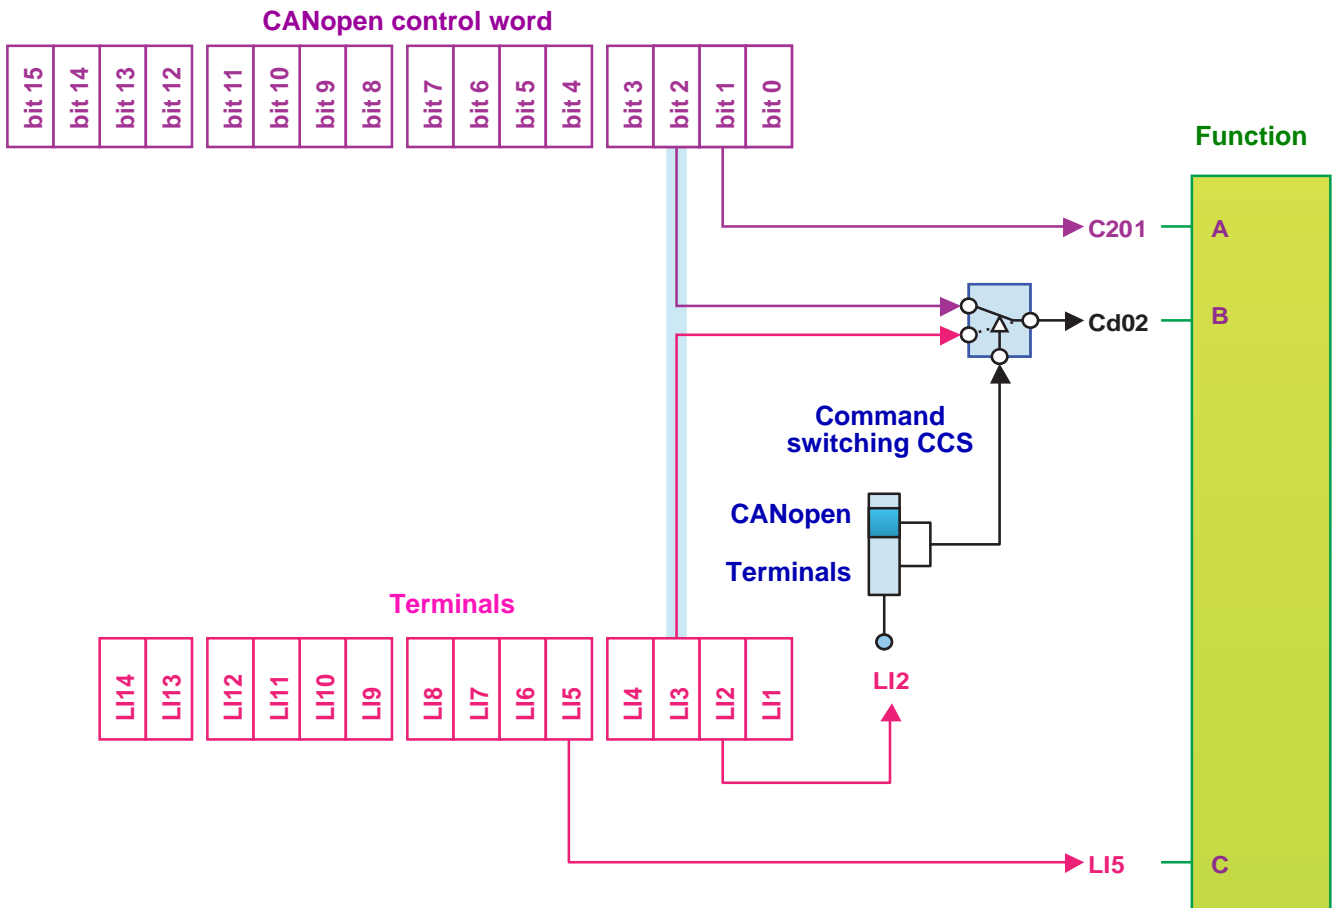 CANopen control word
bit 15
bit 14
bit 13
bit 12
bit 11
bit 10
bit 9
bit 8
bit 7
bit 6
bit 5
bit 4
bit 3
bit 2
bit 1
bit 0
Function
C201
A
Cd02
B
Command
switching CCS
CANopen
Terminals
Terminals
LI14
LI13
LI12
LI11
LI10
LI9
LI8
LI7
LI6
LI5
LI4
LI3
LI2
LI1
LI2
LI5
C